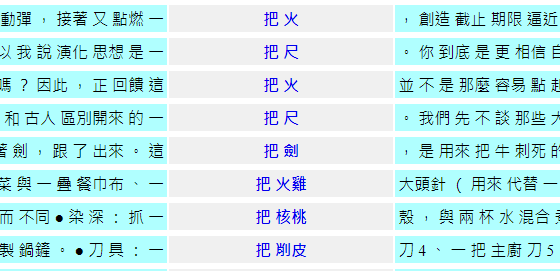 動彈 ， 接著 又 點燃 一 把 火 ， 創造 截止 期限 逼近
以 我 說 演化 思想 是 一 把 尺 。 你 到底 是 更 相信 自
嗎 ？ 因此 ， 正 回饋 這 把 火 並 不 是 那麼 容易 點 起
和 古人 區別開來 的 一 把 尺 。 我們 先 不 談 那些 大
著 劍 ， 跟 了 出來 。 這 把 劍 ， 是 用來 把 牛 刺死 的
菜 與 一 疊 餐巾布 、 一 把 火雞 大頭針 （ 用來 代替 一
而 不同 ● 染 深 ： 抓 一 把 核桃 殼 ， 與 兩 杯 水 混合
製 鍋鏟 。 ● 刀具 ： 一 把 削皮 刀 4 、 一 把 主廚 刀 5